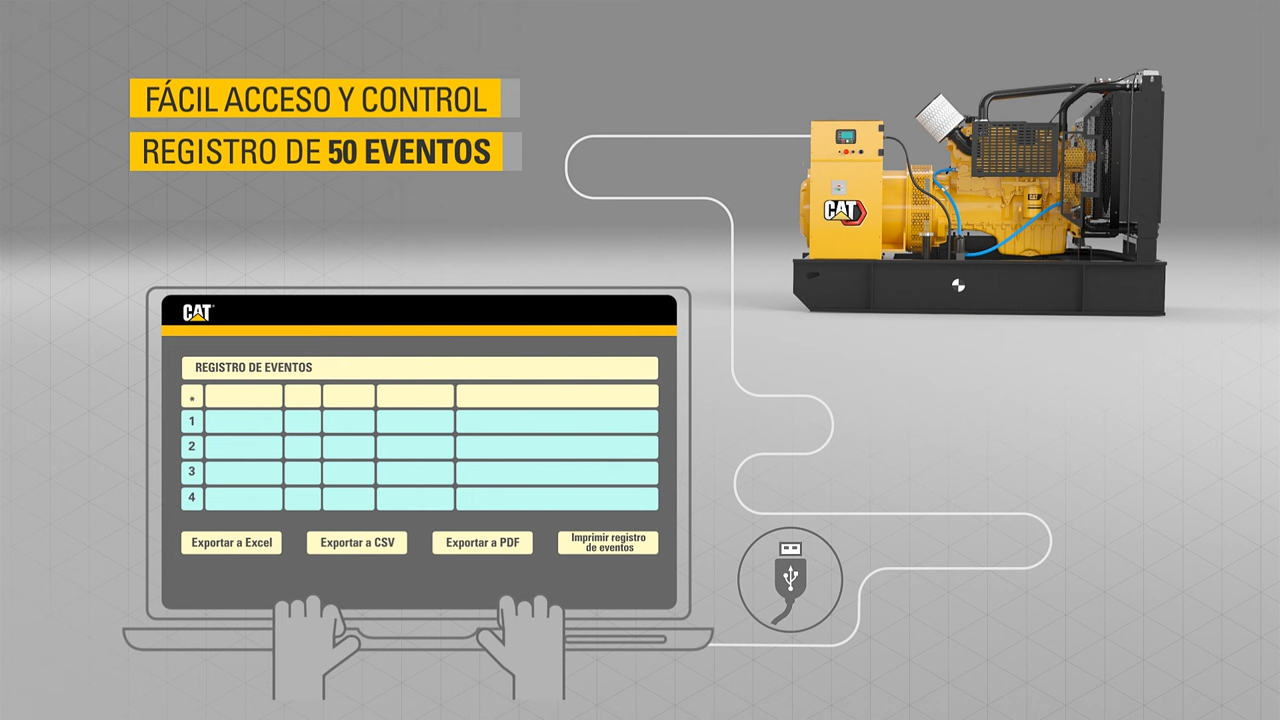 FÁCIL ACCESO Y CONTROL
REGISTRO DE 50 EVENTOS
CAT
CAT
REGISTRO DE EVENTOS
*
1
2
3
4
Exportar a Excel
Exportar a CSV
Exportar a PDF
Imprimir registro
de eventos